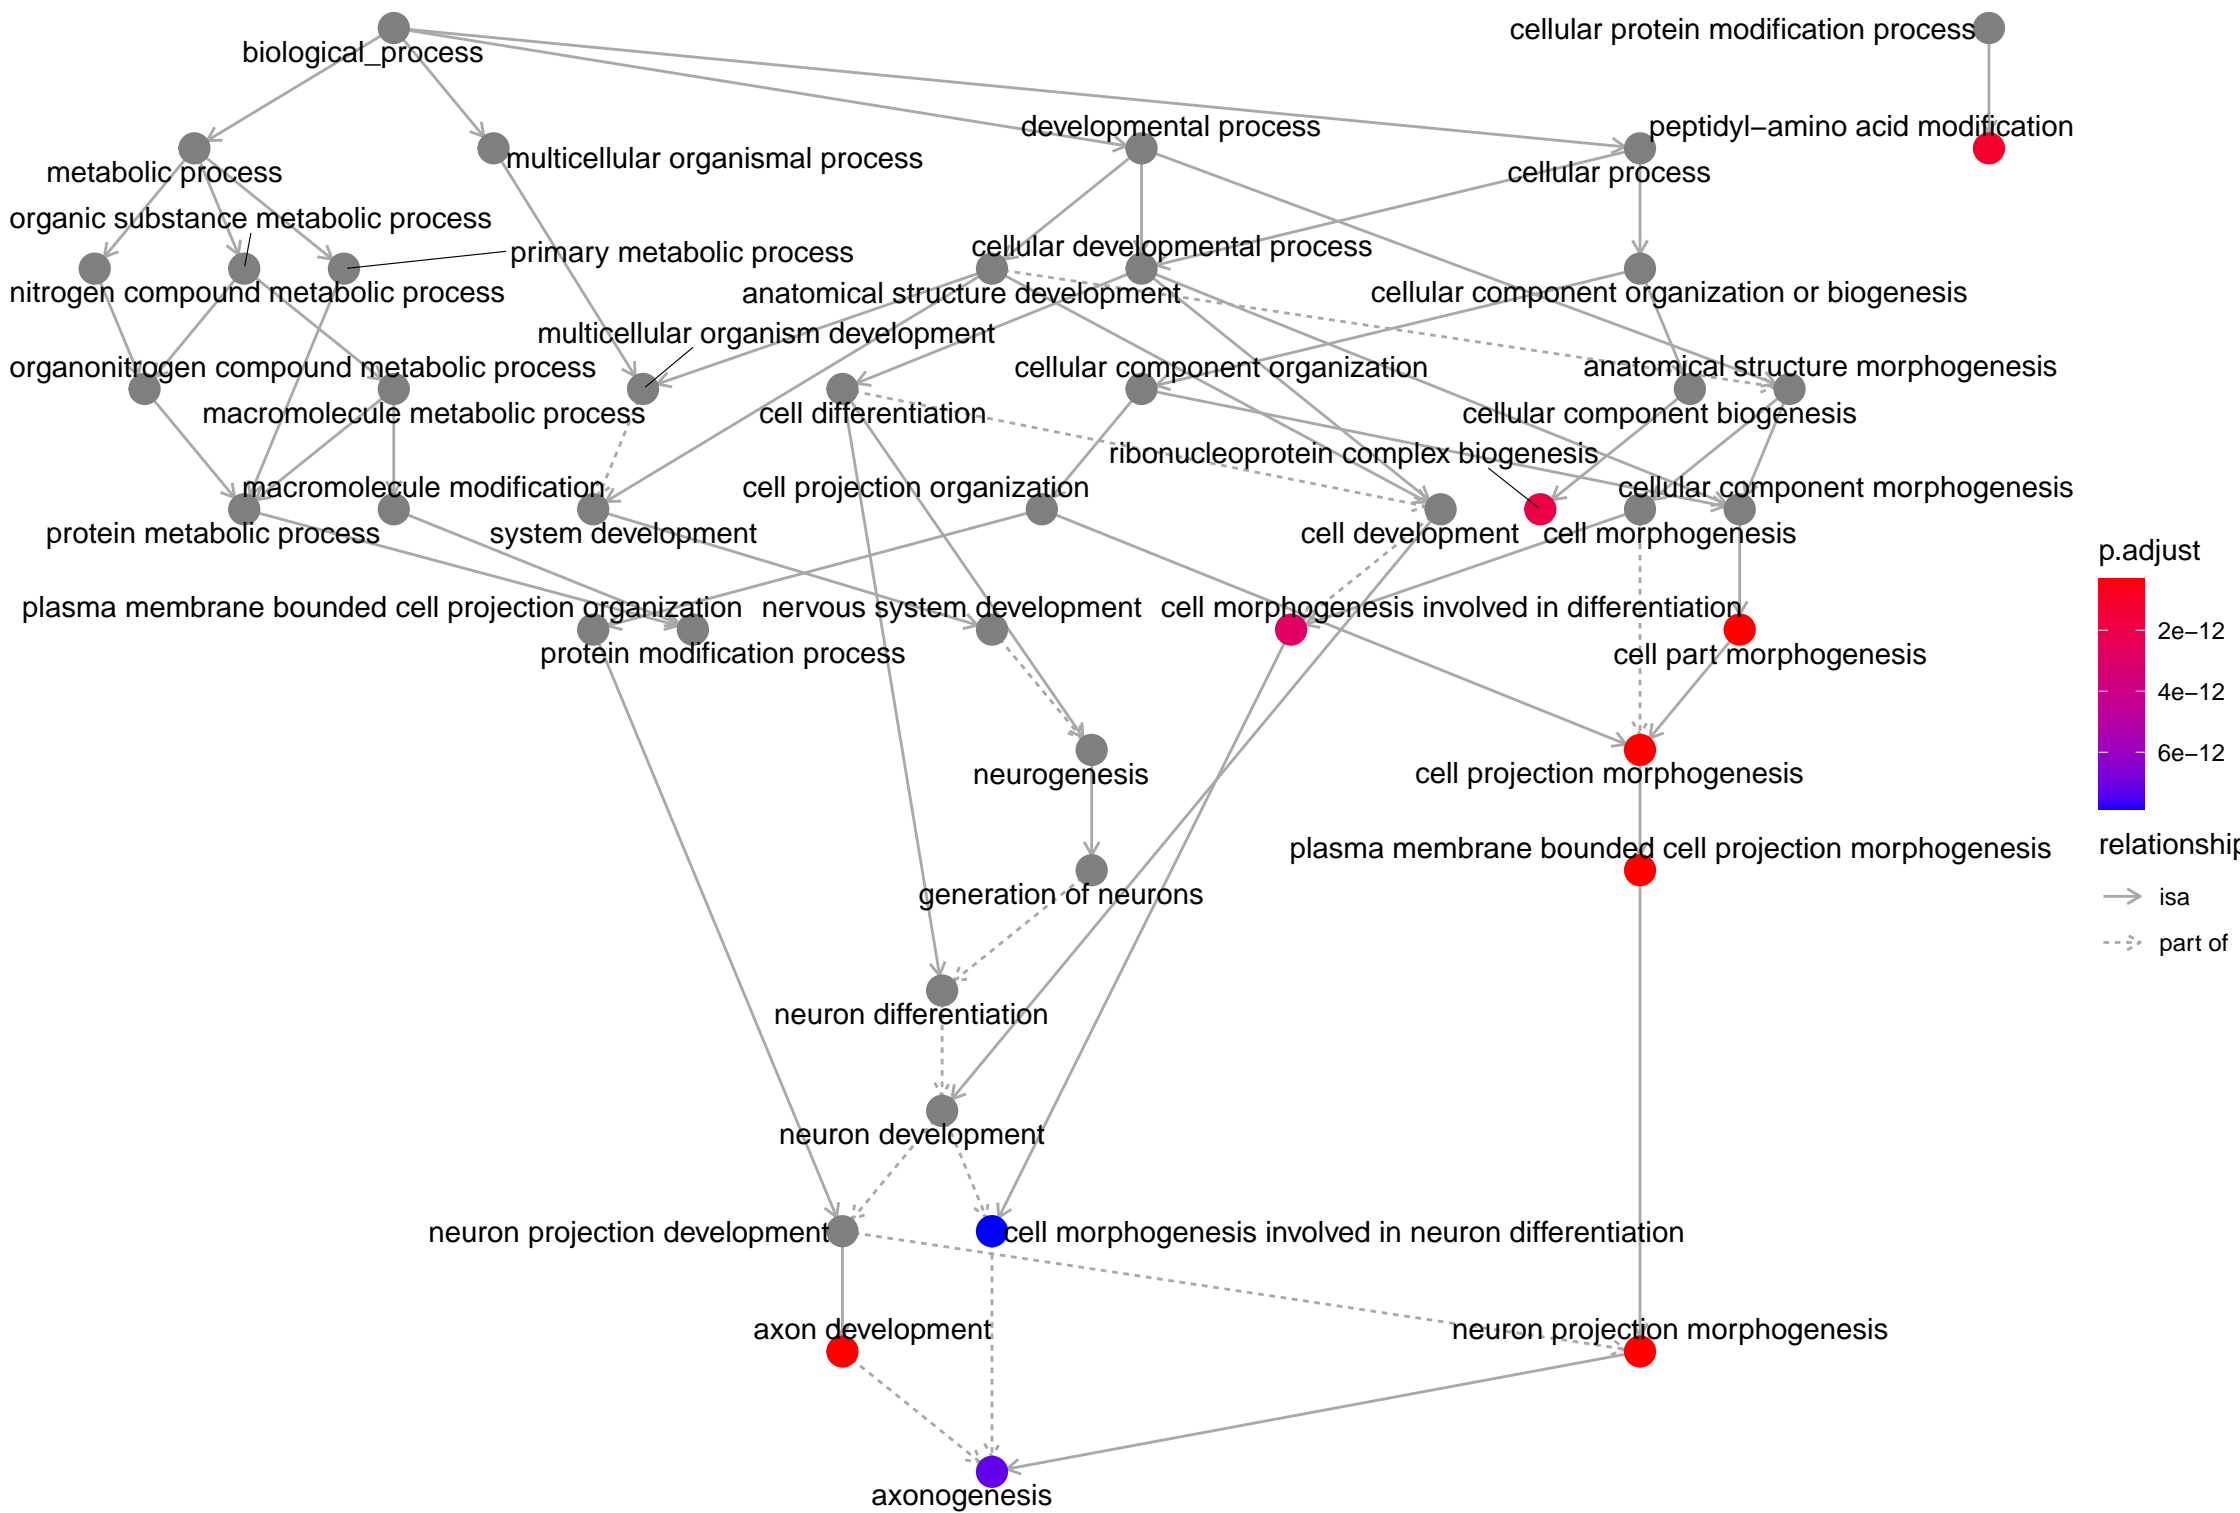 cellular protein modification process
biological_process
developmental process
peptidyl−amino acid modification
multicellular organismal process
metabolic process
cellular process
organic substance metabolic process
cellular developmental process
primary metabolic process
nitrogen compound metabolic process
anatomical structure development
cellular component organization or biogenesis
multicellular organism development
organonitrogen compound metabolic process
cellular component organization
anatomical structure morphogenesis
macromolecule metabolic process
cell differentiation
cellular component biogenesis
ribonucleoprotein complex biogenesis
macromolecule modification
cell projection organization
cellular component morphogenesis
protein metabolic process
system development
cell development
cell morphogenesis
p.adjust
plasma membrane bounded cell projection organization
nervous system development
cell morphogenesis involved in differentiation
2e−12
protein modification process
cell part morphogenesis
4e−12
6e−12
neurogenesis
cell projection morphogenesis
plasma membrane bounded cell projection morphogenesis
relationship
generation of neurons
isa
part of
neuron differentiation
neuron development
neuron projection development
cell morphogenesis involved in neuron differentiation
axon development
neuron projection morphogenesis
axonogenesis